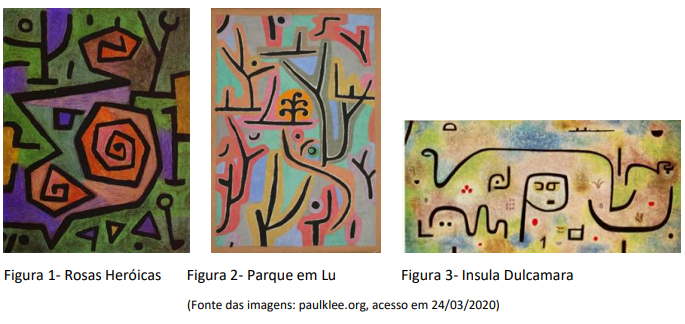 Figura 1- Rosas Heróicas
Figura 2- Parque em Lu
Figura 3- Insula Dulcamara
(Fonte das imagens: paulklee.org, acesso em 24/03/2020)